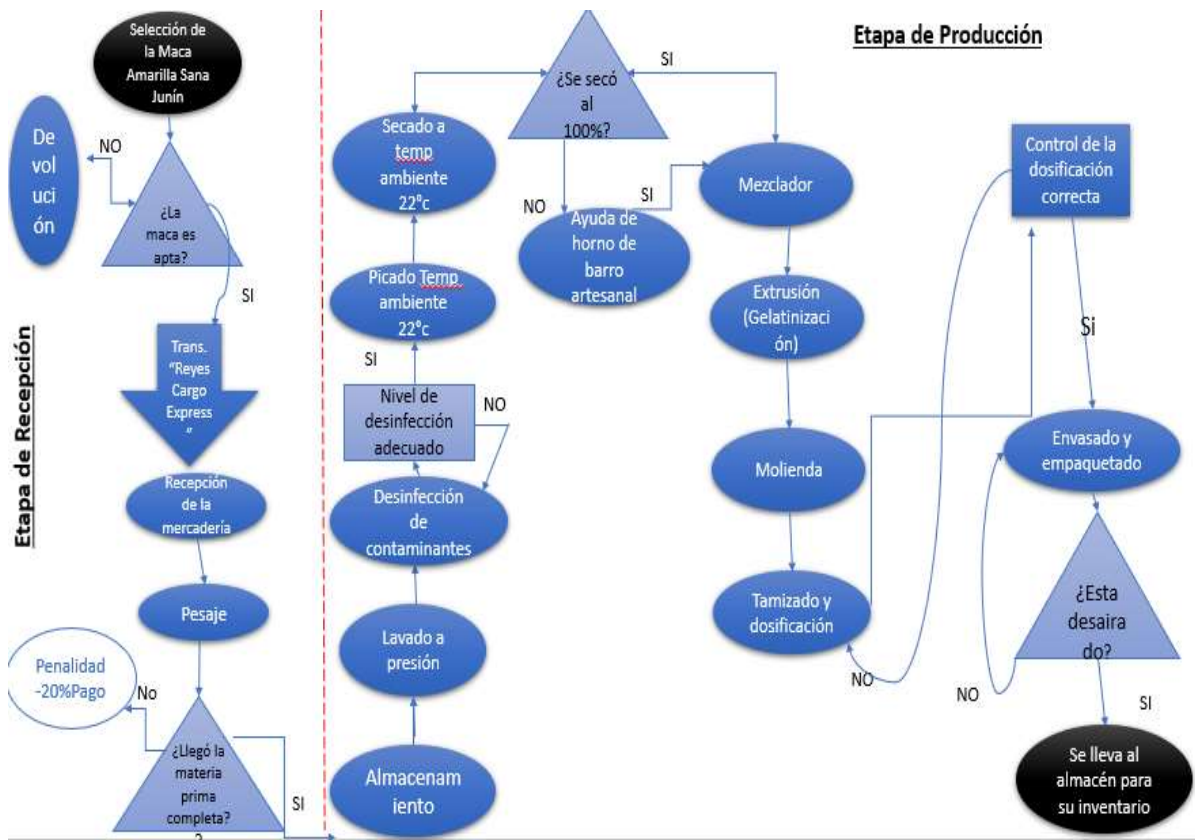 Selección de
la Maca
Amarilla Sana
Junín
De
vol
uci
ón
NO
¿La
maca es
apta?
SI
Trans.
“Reyes
Cargo
Express
”
Etapa de Recepción
Recepción
de la
mercadería
Pesaje
Penalidad
-20%Pago
No
¿Llegó la
materia
prima
completa?
SI
Etapa de Producción
¿Se secó
al
100%?
SI
Secado a
temp
ambiente
22°c
NO
SI
Ayuda de
horno de
barro
artesanal
Picado Temp
ambiente
22°c
SI
Nivel de
desinfección
adecuado
NO
Desinfección
de
contaminantes
Lavado a
presión
Almacenam
iento
Mezclador
Extrusión
(Gelatinizaci
ón)
Molienda
Tamizado y
dosificación
NO
Control de la
dosificación
correcta
Si
Envasado y
empaquetado
¿Esta
desaira
do?
NO
SI
Se lleva al
almacén para
su inventario